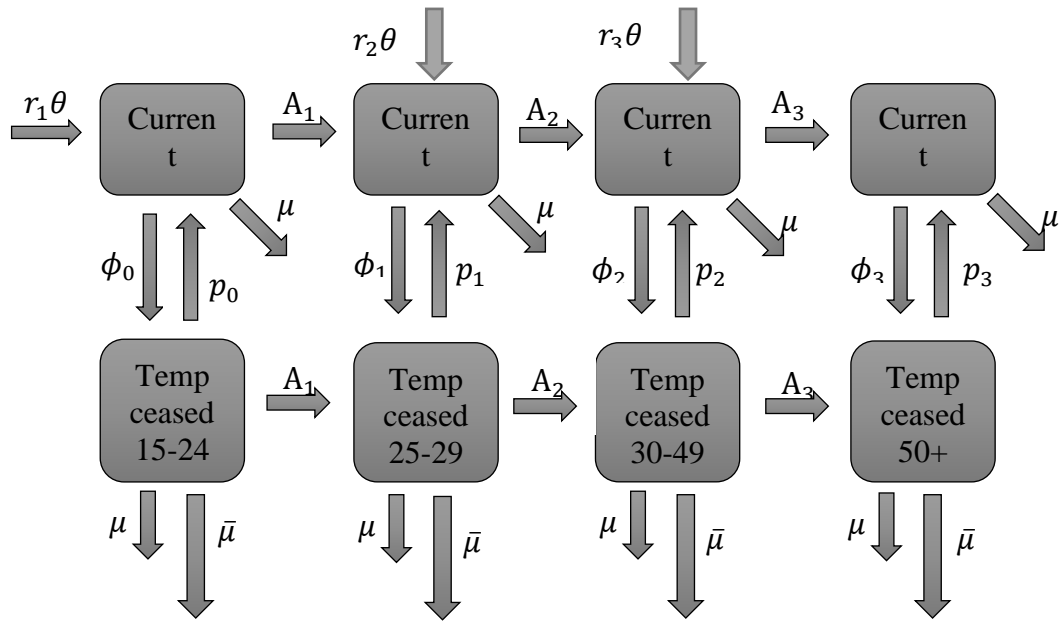 r₂θ
r₃θ
r₁θ
A₁
A₂
A₃
Curren
t
Curren
t
Curren
t
Curren
t
μ
μ
μ
μ
ϕ₀
p₀
ϕ₁
p₁
ϕ₂
p₂
ϕ₃
p₃
Temp
ceased
15-24
A₁
Temp
ceased
25-29
A₂
Temp
ceased
30-49
A₃
Temp
ceased
50+
μ
μ̄
μ
μ̄
μ
μ̄
μ
μ̄